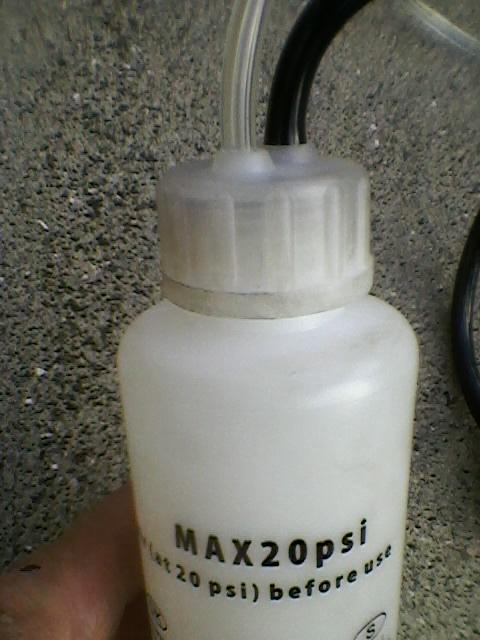 MAX20psi
(at 20 psi) before use
S